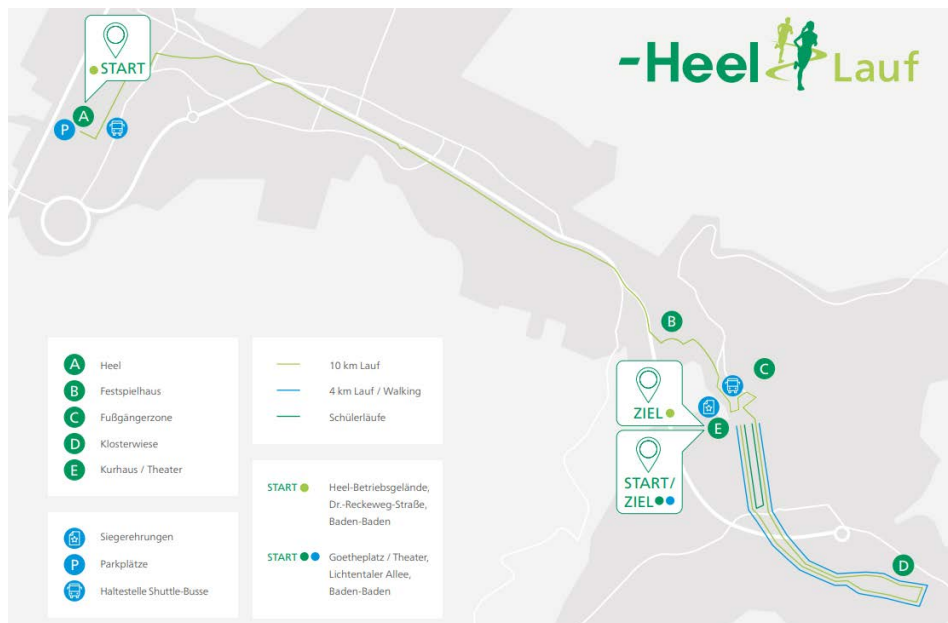 START
A
P
-Heel Lauf
B
C
ZIEL
E
START/
ZIEL
D
A Heel
B Festspielhaus
C Fußgängerzone
D Klosterwiese
E Kurhaus / Theater
Siegerehrungen
P Parkplätze
Haltestelle Shuttle-Busse
10 km Lauf
4 km Lauf / Walking
Schülerläufe
START Heel-Betriebsgelände,
Dr.-Reckeweg-Straße,
Baden-Baden
START Goetheplatz / Theater,
Lichtentaler Allee,
Baden-Baden